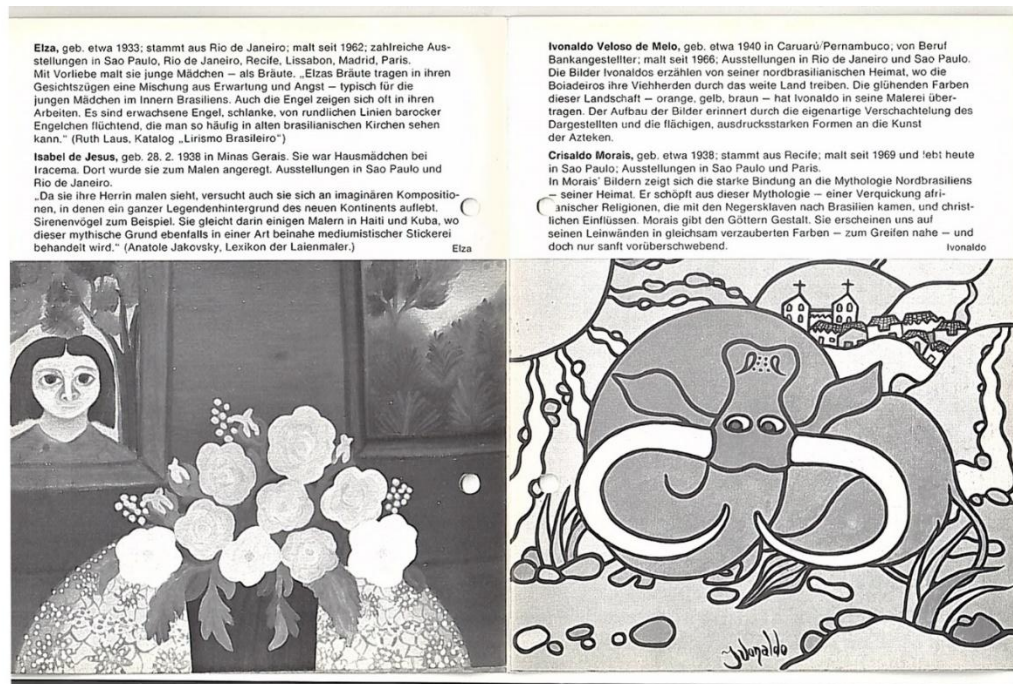 Elza, geb. etwa 1933; stammt aus Rio de Janeiro; malt seit 1962; zahlreiche Aus-
stellungen in Sao Paulo, Rio de Janeiro, Recife, Lissabon, Madrid, Paris.
Mit Vorliebe malt sie junge Mädchen — als Bräute. „Elzas Bräute tragen in ihren
Gesichtszügen eine Mischung aus Erwartung und Angst — typisch für die
jungen Mädchen im Innern Brasiliens. Auch die Engel zeigen sich oft in ihren
Arbeiten. Es sind erwachsene Engel, schlanke, von rundlichen Linien barocker
Engelchen flüchtend, die man so häufig in alten brasilianischen Kirchen sehen
kann.“ (Ruth Laus, Katalog „Lirismo Brasileiro“)
Isabel de Jesus, geb. 28. 2. 1938 in Minas Gerais. Sie war Hausmädchen bei
Iracema. Dort wurde sie zum Malen angeregt. Ausstellungen in Sao Paulo und
Rio de Janeiro.
„Da sie ihre Herrin malen sieht, versucht auch sie sich an imaginären Kompositio-
nen, in denen ein ganzer Legendenhintergrund des neuen Kontinents auflebt.
Sirenenvögel zum Beispiel. Sie gleicht darin einigen Malern in Haiti und Kuba, wo
dieser mythische Grund ebenfalls in einer Art beinahe mediumistischer Stickerei
behandelt wird.“ (Anatole Jakovsky, Lexikon der Laienmaler.)
Elza
Ivonaldo Veloso de Melo, geb. etwa 1940 in Caruarú/Pernambuco; von Beruf
Bankangestellter; malt seit 1966; Ausstellungen in Rio de Janeiro und Sao Paulo.
Die Bilder Ivonaldos erzählen von seiner nordbrasilianischen Heimat, wo die
Boiadeiros ihre Viehherden durch das weite Land treiben. Die glühenden Farben
dieser Landschaft — orange, gelb, braun — hat Ivonaldo in seine Malerei über-
tragen. Der Aufbau der Bilder erinnert durch die eigenartige Verschachtelung des
Dargestellten und die flächigen, ausdrucksstarken Formen an die Kunst
der Azteken.
Crisaldo Morais, geb. etwa 1938; stammt aus Recife; malt seit 1969 und lebt heute
in Sao Paulo; Ausstellungen in Sao Paulo und Paris.
In Morais' Bildern zeigt sich die starke Bindung an die Mythologie Nordbrasiliens
— seiner Heimat. Er schöpft aus dieser Mythologie — einer Verquickung afri-
anischer Religionen, die mit den Negersklaven nach Brasilien kamen, und christ-
lichen Einflüssen. Morais gibt den Göttern Gestalt. Sie erscheinen uns auf
seinen Leinwänden in gleichsam verzauberten Farben — zum Greifen nahe — und
doch nur sanft vorüberschwebend.
Ivonaldo
Ivonaldo